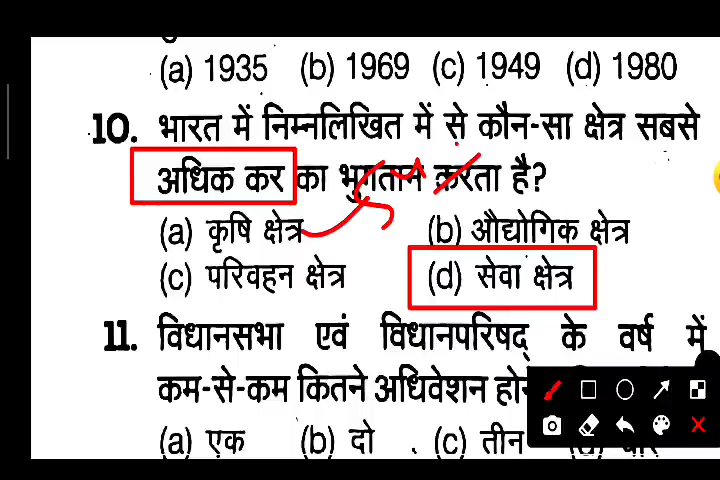 (a) 1935 (b) 1969 (c) 1949 (d) 1980
10. भारत में निम्नलिखित में से कौन-सा क्षेत्र सबसे
अधिक कर का भुगतान करता है?
(a) कृषि क्षेत्र (b) औद्योगिक क्षेत्र
(c) परिवहन क्षेत्र (d) सेवा क्षेत्र
11. विधानसभा एवं विधानपरिषद् के वर्ष में
कम-से-कम कितने अधिवेशन
(a) एक (b) दो (c) तीन